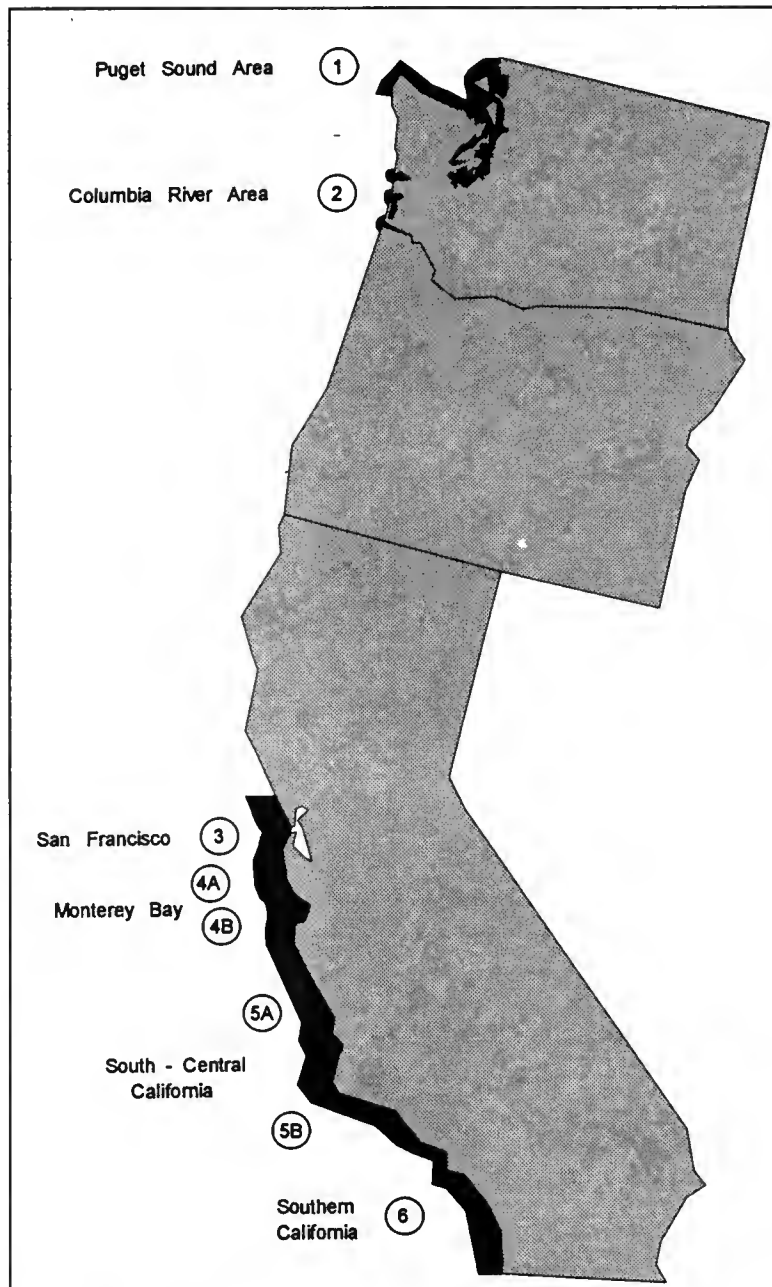 Puget Sound Area 1
Columbia River Area 2
San Francisco 3
4A
Monterey Bay
4B
5A
South - Central
California
5B
Southern
California
6